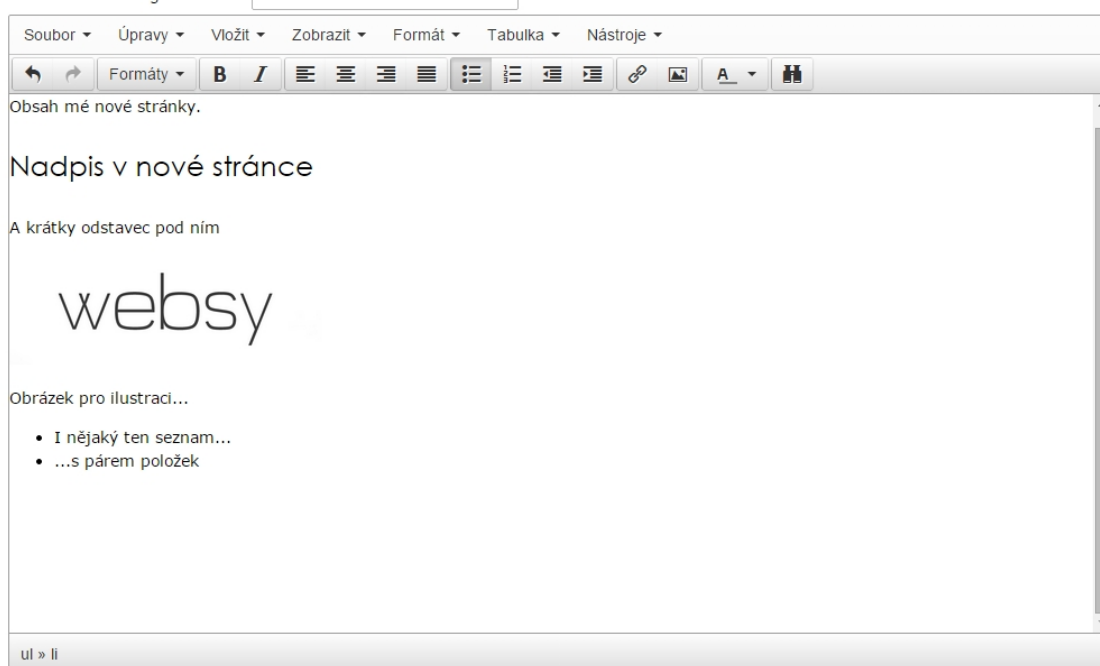 Soubor Úpravy Vložit Zobrazit Formát Tabulka Nástroje
Formáty B I A
Obsah mé nové stránky.
Nadpis v nové stránce
A krátky odstavec pod ním
websy
Obrázek pro ilustraci...
I nějaký ten seznam...
...s párem položek
ul » li